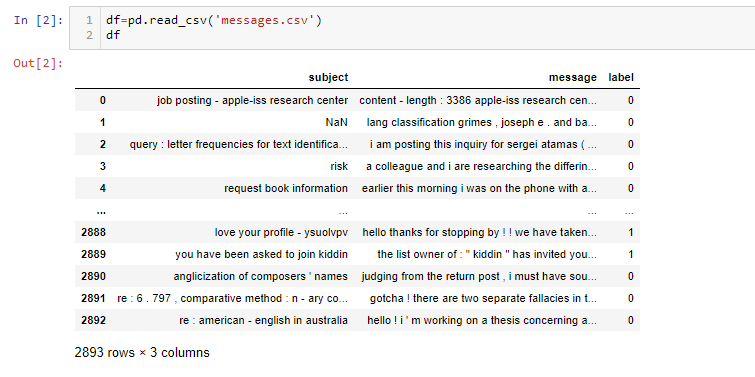 In [2]: 1 df=pd.read_csv('messages.csv')
2 df
Out[2]:
subject message label
0 job posting - apple-iss research center content - length : 3386 apple-iss research cen... 0
1 NaN lang classification grimes , joseph e . and ba... 0
2 query : letter frequencies for text identifica... i am posting this inquiry for sergei atamas ( ... 0
3 risk a colleague and i are researching the differin... 0
4 request book information earlier this morning i was on the phone with a... 0
... ... ... ...
2888 love your profile - ysuolvpv hello thanks for stopping by ! ! we have taken... 1
2889 you have been asked to join kiddin the list owner of : " kiddin " has invited you... 1
2890 anglicization of composers ' names judging from the return post , i must have sou... 0
2891 re : 6 . 797 , comparative method : n - ary co... gotcha ! there are two separate fallacies in t... 0
2892 re : american - english in australia hello ! i ' m working on a thesis concerning a... 0
2893 rows × 3 columns